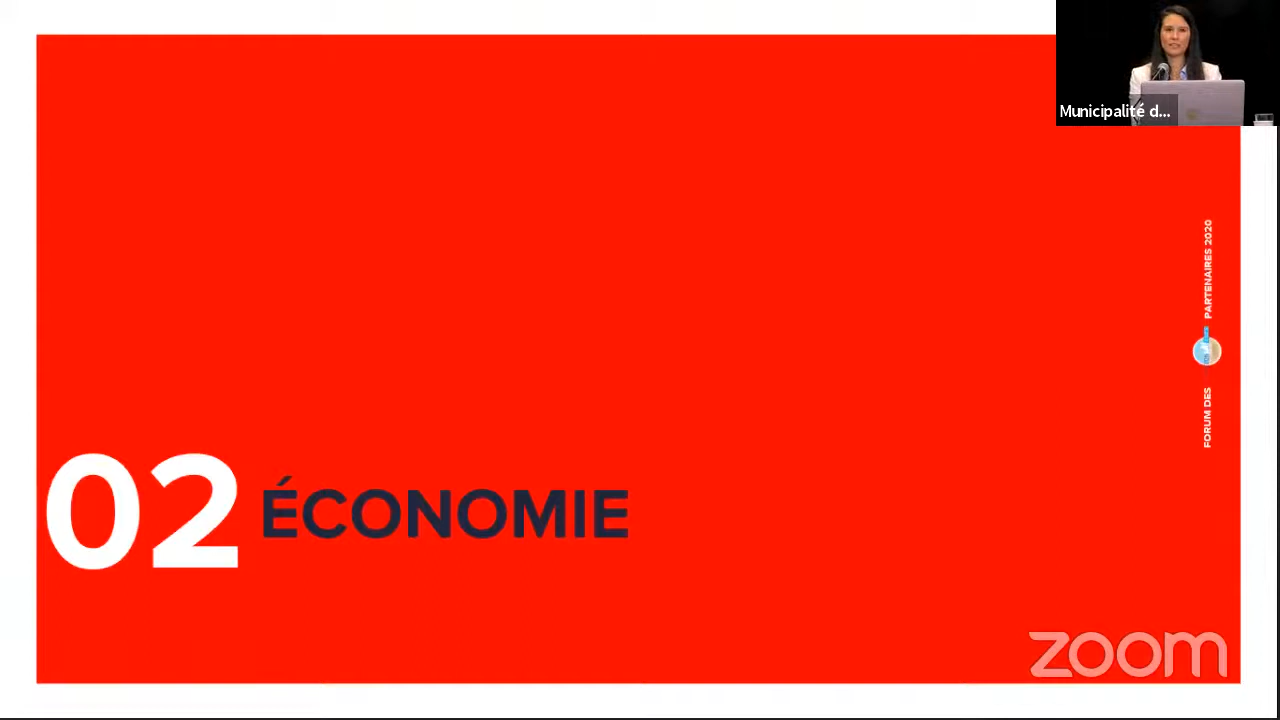 Municipalité d...
FORUM DES
PARTENAIRES 2020
02 ÉCONOMIE
zoom